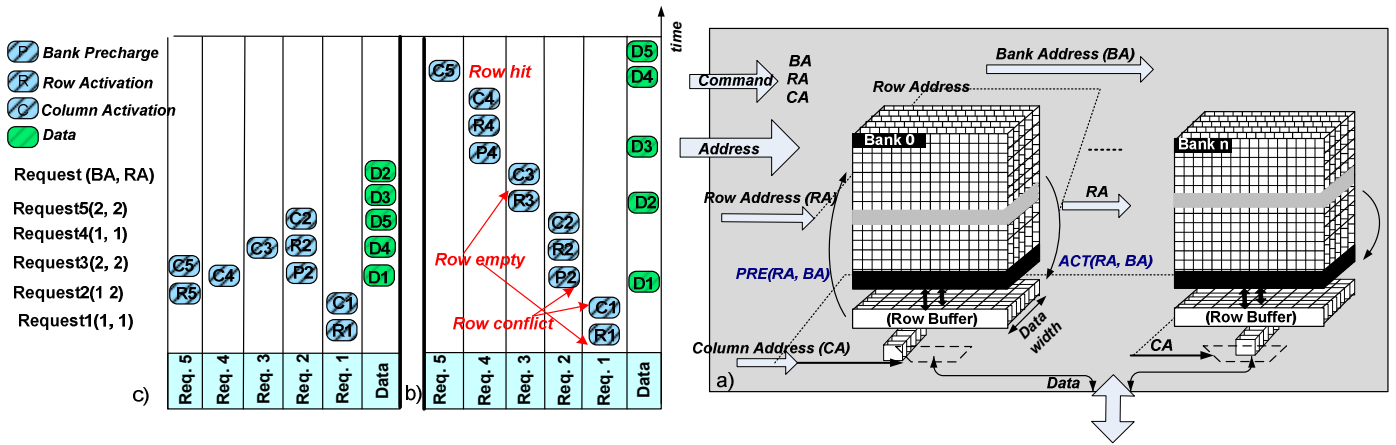 P Bank Precharge
R Row Activation
C Column Activation
Data
Request (BA, RA)
Request5(2, 2)
Request4(1, 1)
Request3(2, 2)
Request2(1 2)
Request1(1, 1)
C5
R5
C4
C3
C2
R2
P2
C1
R1
D2
D3
D5
D4
D1
c)
Req. 5
Req. 4
Req. 3
Req. 2
Req. 1
Data
time
C5
Row hit
C4
R4
P4
C3
R3
C2
R2
P2
C1
R1
Row empty
Row conflict
D5
D4
D3
D2
D1
b)
Req. 5
Req. 4
Req. 3
Req. 2
Req. 1
Data
Command
BA
RA
CA
Bank Address (BA)
Row Address
Address
Bank 0
Bank n
Row Address (RA)
RA
PRE(RA, BA)
ACT(RA, BA)
(Row Buffer)
(Row Buffer)
Data width
Column Address (CA)
CA
a)
Data